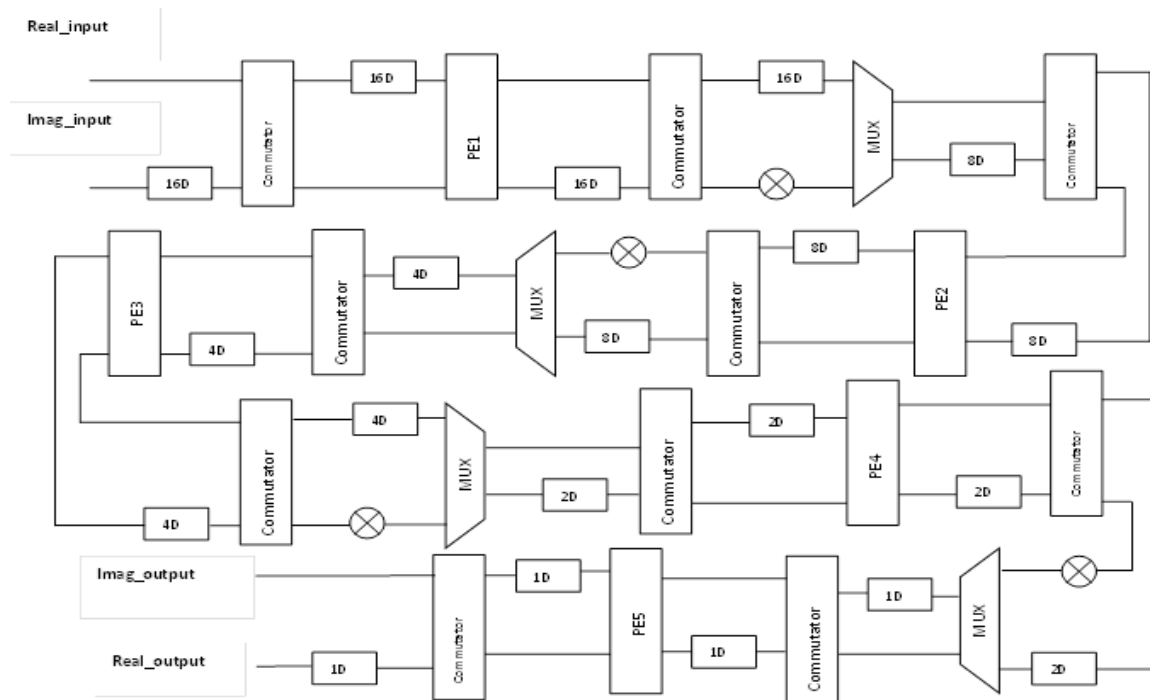 Real_input
Imag_input
16D
Commutator
16D
PE1
16D
Commutator
16D
MUX
8D
Commutator
PE3
4D
Commutator
4D
MUX
8D
Commutator
8D
PE2
8D
4D
Commutator
4D
MUX
2D
Commutator
2D
PE4
2D
Commutator
Imag_output
Real_output
1D
Commutator
1D
PE5
1D
Commutator
1D
MUX
2D